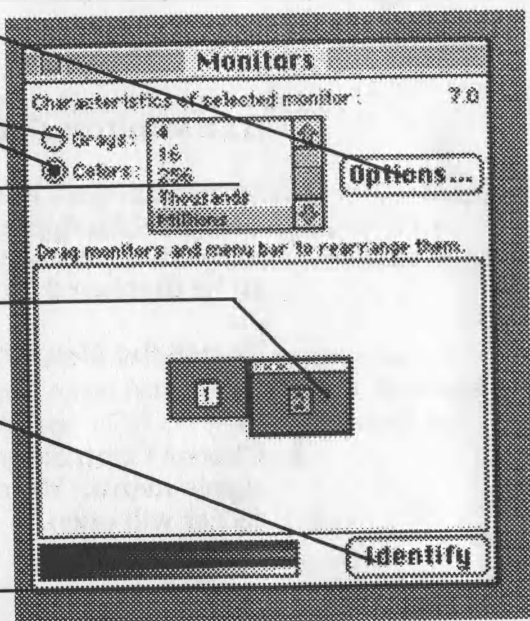 Monitors
Characteristics of selected monitor: 7.0
Grays:
Colors:
4
16
256
Thousands
Millions
Options...
Drag monitors and menu bar to rearrange them.
1
2
Identify